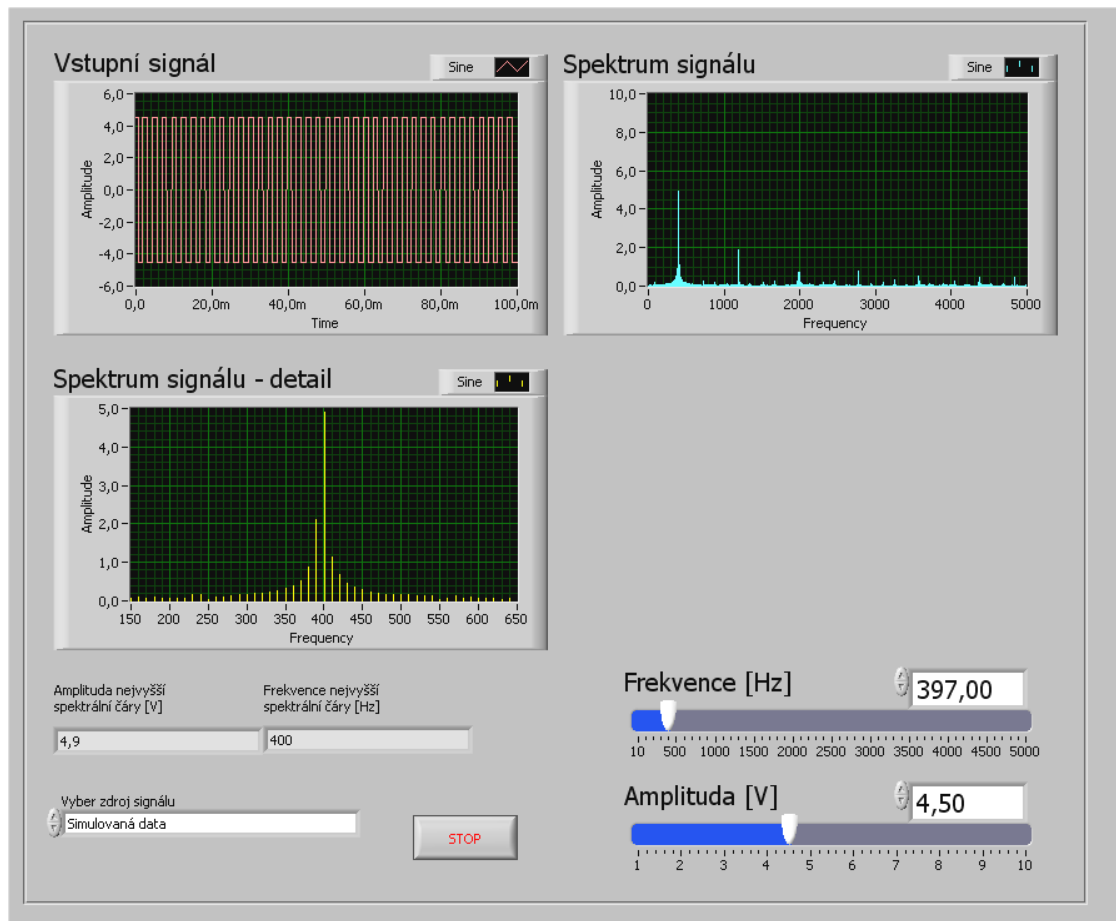 Vstupní signál
Sine
6,0
4,0
2,0
0,0
-2,0
-4,0
-6,0
Amplitude
0,0 20,0m 40,0m 60,0m 80,0m 100,0m
Time
Spektrum signálu
Sine
10,0
8,0
6,0
4,0
2,0
0,0
Amplitude
0 1000 2000 3000 4000 5000
Frequency
Spektrum signálu - detail
Sine
5,0
4,0
3,0
2,0
1,0
0,0
Amplitude
150 200 250 300 350 400 450 500 550 600 650
Frequency
Amplituda nejvyšší
spektrální čáry [V]
4,9
Frekvence nejvyšší
spektrální čáry [Hz]
400
Vyber zdroj signálu
Simulovaná data
STOP
Frekvence [Hz]
397,00
10 500 1000 1500 2000 2500 3000 3500 4000 4500 5000
Amplituda [V]
4,50
1 2 3 4 5 6 7 8 9 10